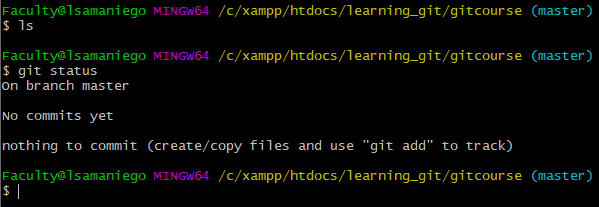 Faculty@lsamaniego MINGW64 /c/xampp/htdocs/learning_git/gitcourse (master)
$ ls
Faculty@lsamaniego MINGW64 /c/xampp/htdocs/learning_git/gitcourse (master)
$ git status
On branch master
No commits yet
nothing to commit (create/copy files and use "git add" to track)
Faculty@lsamaniego MINGW64 /c/xampp/htdocs/learning_git/gitcourse (master)
$